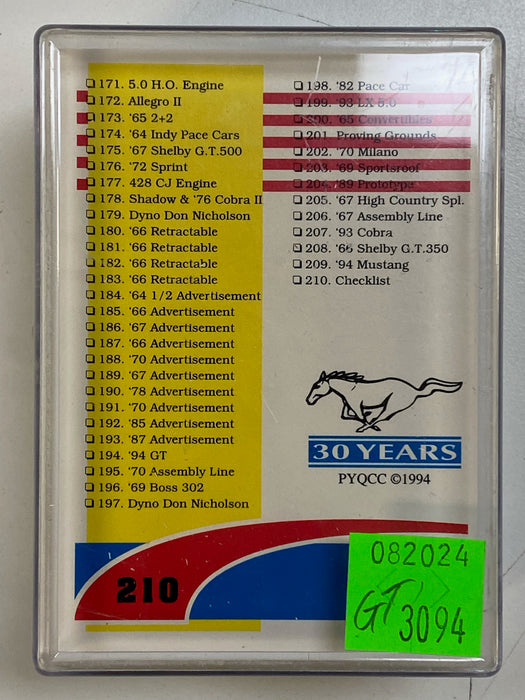 ❏ 171. 5.0 H.O. Engine
❏ 172. Allegro II
❏ 173. '65 2+2
❏ 174. '64 Indy Pace Cars
❏ 175. '67 Shelby G.T.500
❏ 176. '72 Sprint
❏ 177. 428 CJ Engine
❏ 178. Shadow & '76 Cobra II
❏ 179. Dyno Don Nicholson
❏ 180. '66 Retractable
❏ 181. '66 Retractable
❏ 182. '66 Retractable
❏ 183. '66 Retractable
❏ 184. '64 1/2 Advertisement
❏ 185. '66 Advertisement
❏ 186. '67 Advertisement
❏ 187. '66 Advertisement
❏ 188. '70 Advertisement
❏ 189. '67 Advertisement
❏ 190. '78 Advertisement
❏ 191. '70 Advertisement
❏ 192. '85 Advertisement
❏ 193. '87 Advertisement
❏ 194. '94 GT
❏ 195. '70 Assembly Line
❏ 196. '69 Boss 302
❏ 197. Dyno Don Nicholson
❏ 198. '82 Pace Car
❏ 199. '93 LX 5.0
❏ 200. '65 Convertibles
❏ 201. Proving Grounds
❏ 202. '70 Milano
❏ 203. '69 Sportsroof
❏ 204. '89 Prototype
❏ 205. '67 High Country Spl.
❏ 206. '67 Assembly Line
❏ 207. '93 Cobra
❏ 208. '66 Shelby G.T.350
❏ 209. '94 Mustang
❏ 210. Checklist
30 YEARS
PYQCC ©1994
210
082024
GT 3094